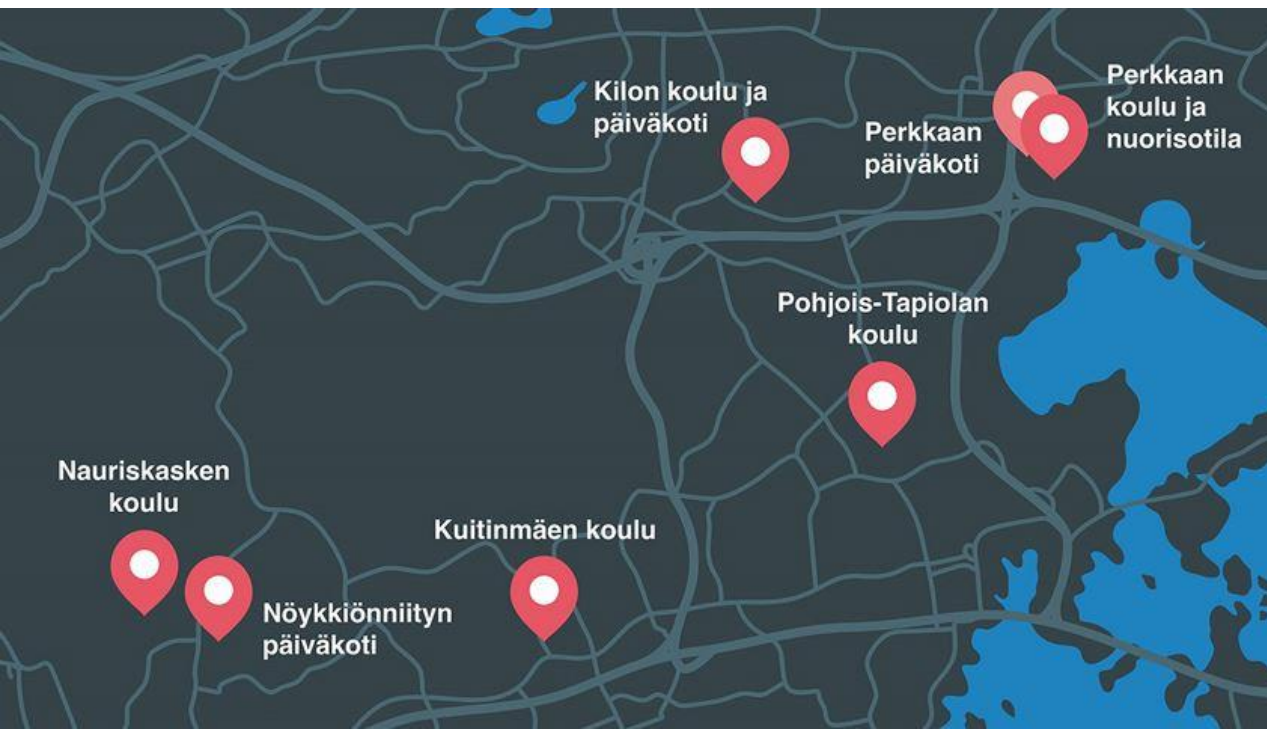 Kilon koulu ja
päiväkoti
Perkkaan
päiväkoti
Perkkaan
koulu ja
nuorisotila
Pohjois-Tapiolan
koulu
Nauriskasken
koulu
Kuitinmäen koulu
Nöykkiönniityn
päiväkoti